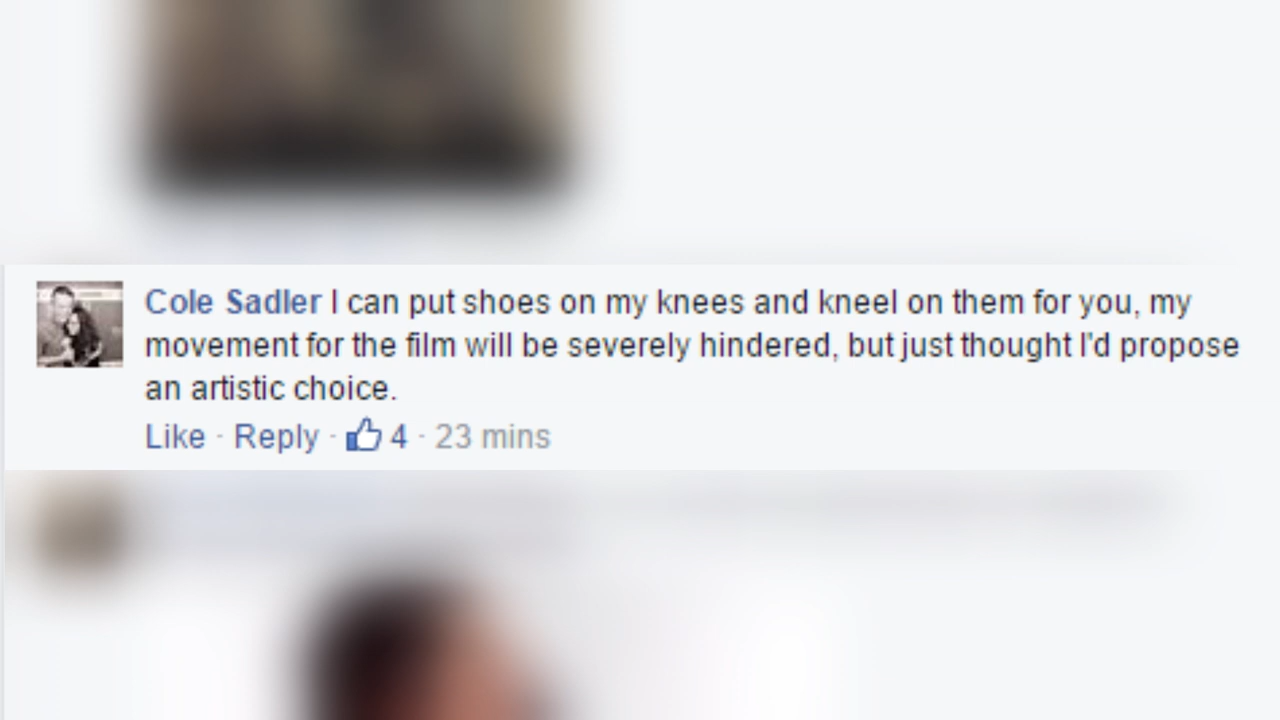 Cole Sadler I can put shoes on my knees and kneel on them for you, my
movement for the film will be severely hindered, but just thought I'd propose
an artistic choice.
Like · Reply · 4 · 23 mins